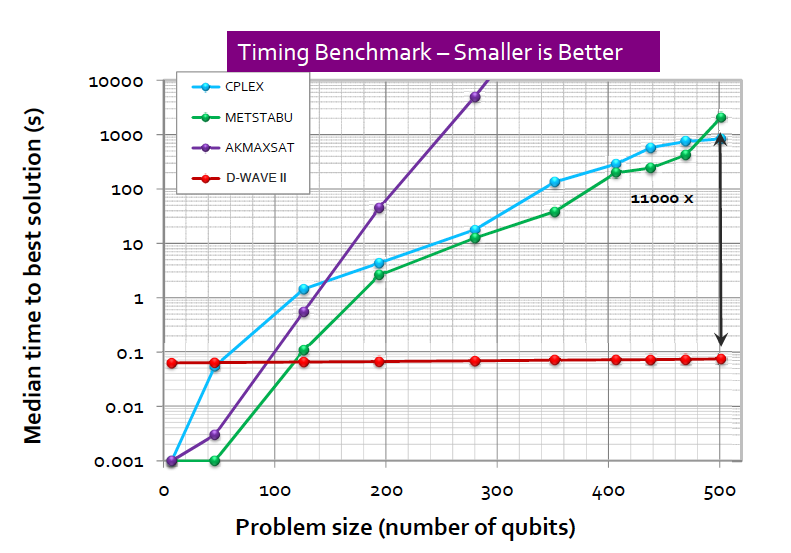 Timing Benchmark – Smaller is Better
CPLEX
METSTABU
AKMAXSAT
D-WAVE II
Median time to best solution (s)
10000
1000
100
10
1
0.1
0.01
0.001
11000 x
0 100 200 300 400 500
Problem size (number of qubits)